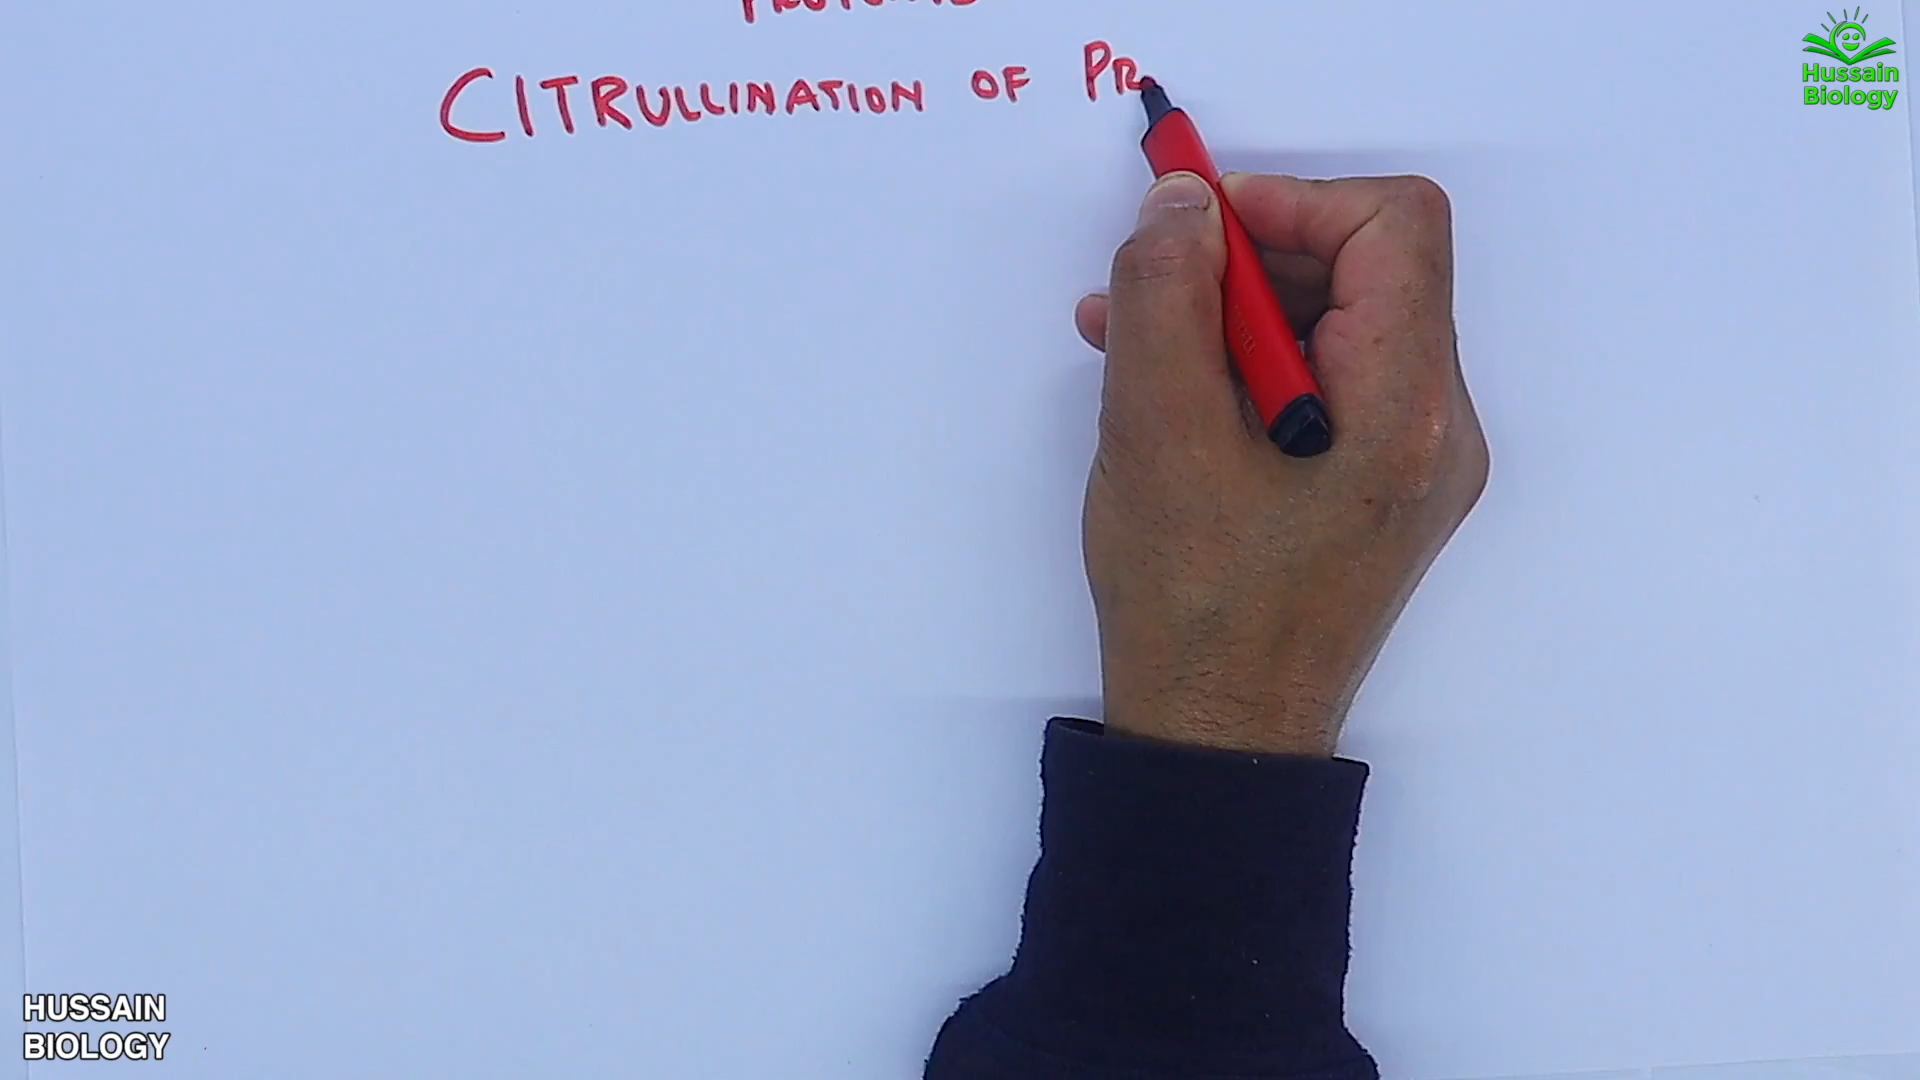 CITRULLINATION OF PR
Hussain
Biology
HUSSAIN
BIOLOGY